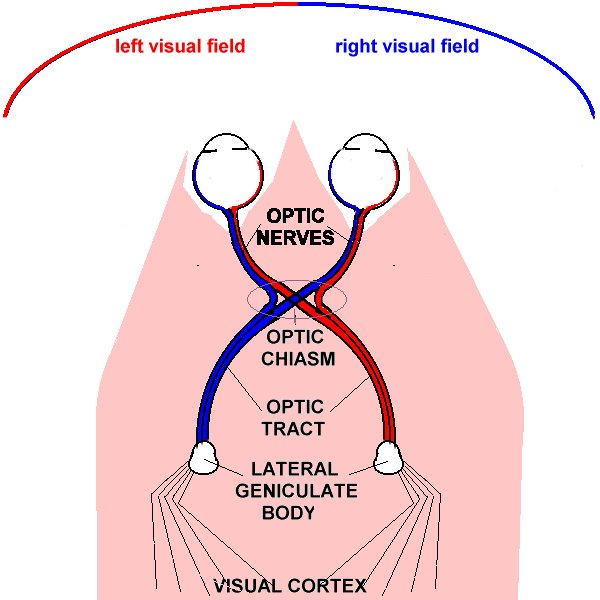 left visual field
right visual field
OPTIC
NERVES
OPTIC
CHIASM
OPTIC
TRACT
LATERAL
GENICULATE
BODY
VISUAL CORTEX